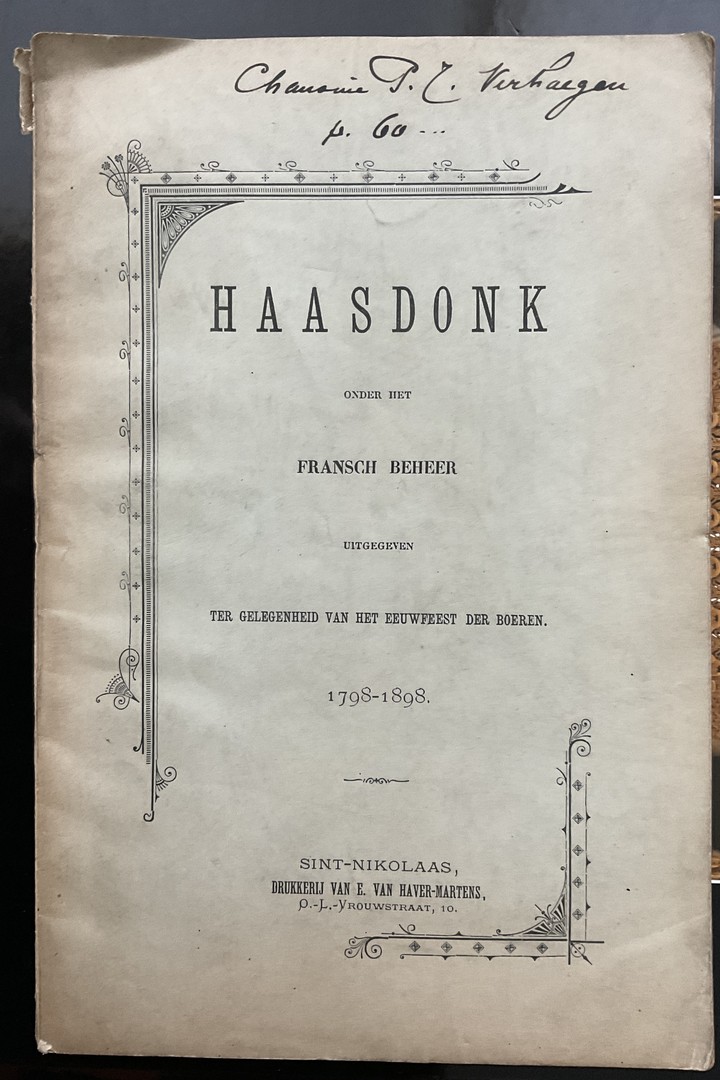 Chanoine P. C. Verhaegen
p. 60 ---
HAASDONK
ONDER HET
FRANSCH BEHEER
UITGEGEVEN
TER GELEGENHEID VAN HET EEUWFEEST DER BOEREN.
1798-1898.
SINT-NIKOLAAS,
DRUKKERIJ VAN E. VAN HAVER-MARTENS,
O.-L.-VROUWSTRAAT, 10.